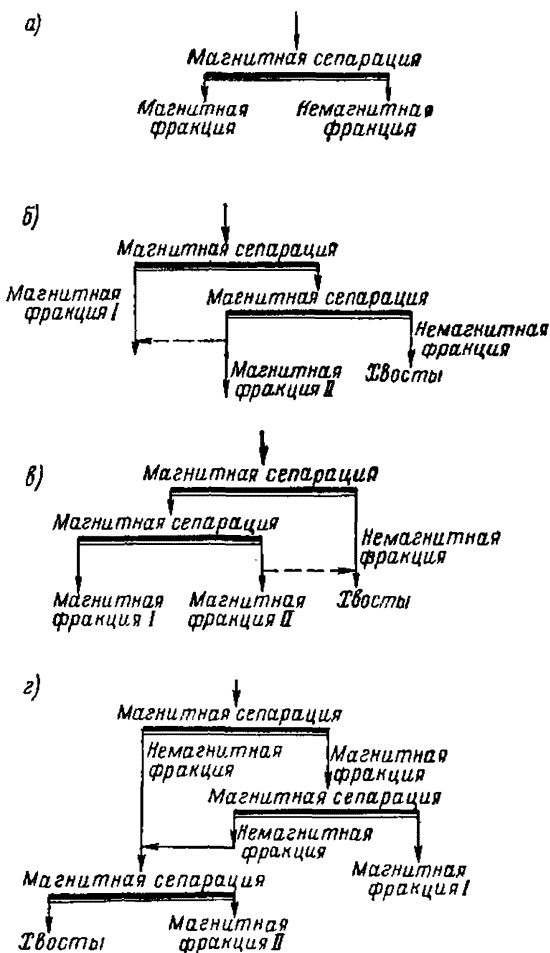 а)
Магнитная сепарация
Магнитная
фракция
Немагнитная
фракция
б)
Магнитная сепарация
Магнитная
фракция I
Магнитная сепарация
Немагнитная
фракция
Магнитная
фракция II
Хвосты
в)
Магнитная сепарация
Магнитная сепарация
Немагнитная
фракция
Магнитная
фракция I
Магнитная
фракция II
Хвосты
г)
Магнитная сепарация
Немагнитная
фракция
Магнитная
фракция
Магнитная сепарация
Немагнитная
фракция
Магнитная
фракция I
Магнитная сепарация
Хвосты
Магнитная
фракция II